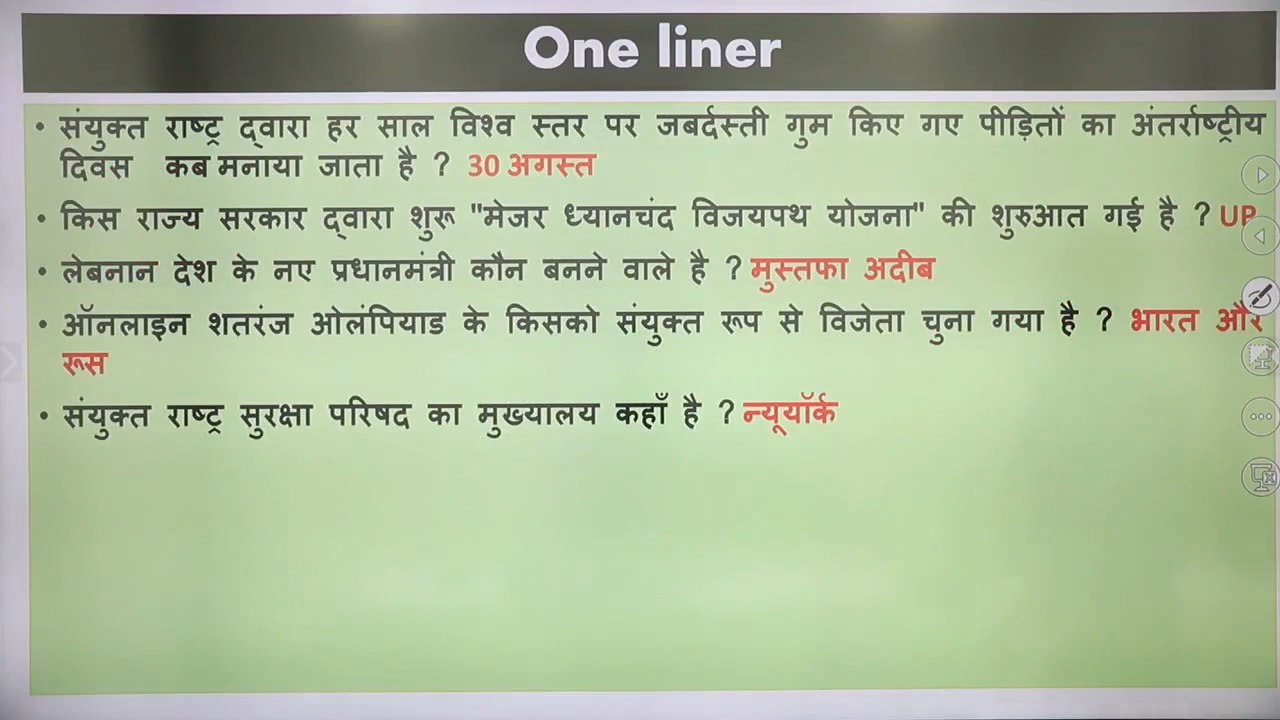 One liner
• संयुक्त राष्ट्र द्वारा हर साल विश्व स्तर पर जबर्दस्ती गुम किए गए पीड़ितों का अंतर्राष्ट्रीय
दिवस कब मनाया जाता है ? 30 अगस्त
• किस राज्य सरकार द्वारा शुरू "मेजर ध्यानचंद विजयपथ योजना" की शुरुआत गई है ? UP
• लेबनान देश के नए प्रधानमंत्री कौन बनने वाले है ? मुस्तफा अदीब
• ऑनलाइन शतरंज ओलंपियाड के किसको संयुक्त रूप से विजेता चुना गया है ? भारत और
रूस
• संयुक्त राष्ट्र सुरक्षा परिषद का मुख्यालय कहाँ है ? न्यूयॉर्क